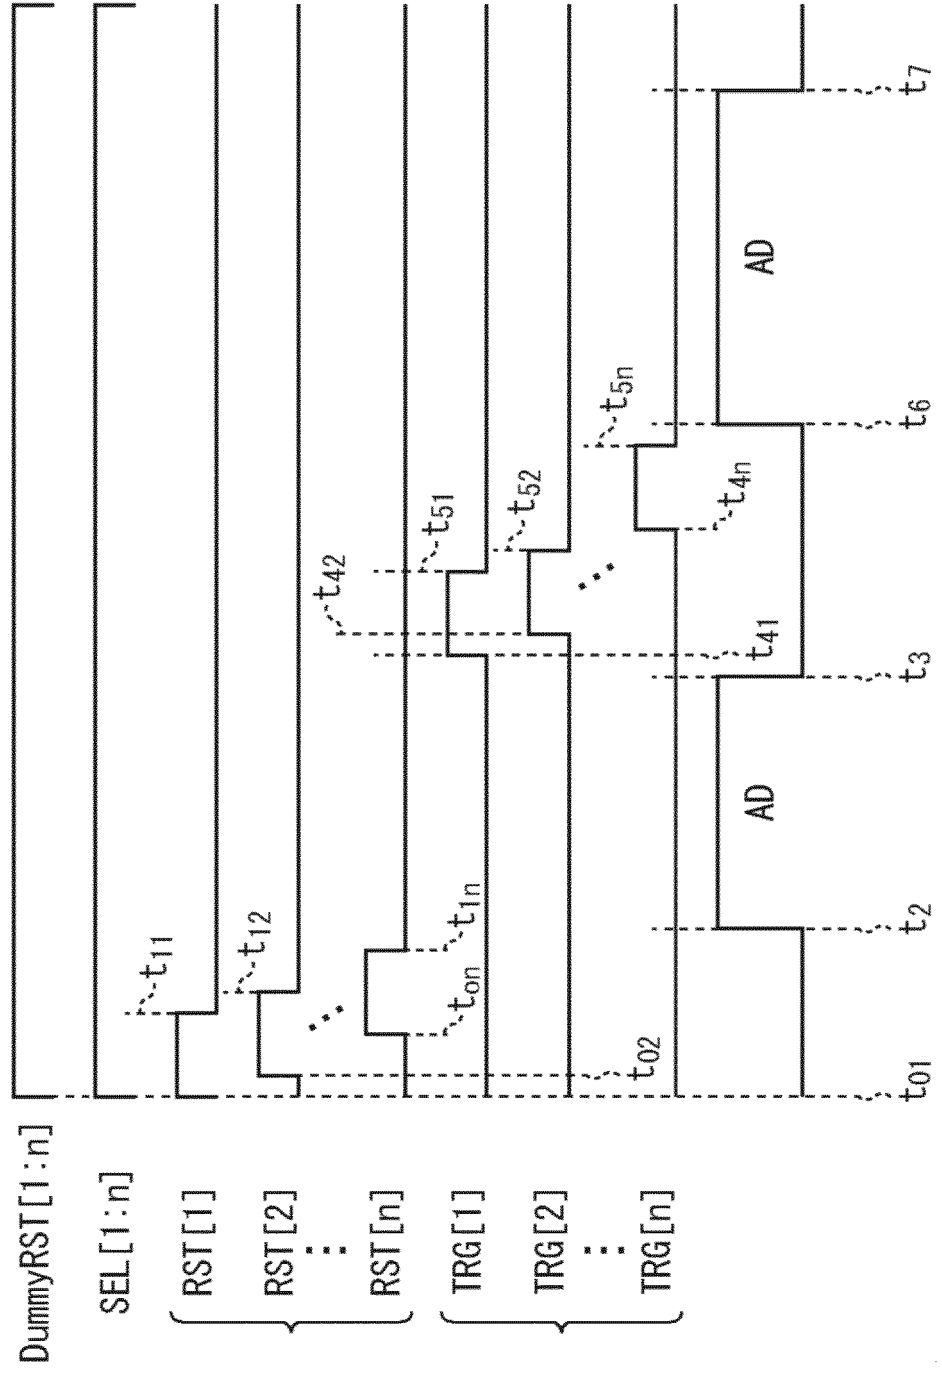 DummyRST[1:n]
SEL[1:n]
RST[1]
t11
RST[2]
t12
t02
RST[n]
t0n
t1n
TRG[1]
t41
t51
TRG[2]
t42
t52
TRG[n]
t4n
t5n
AD
AD
t01
t2
t3
t6
t7